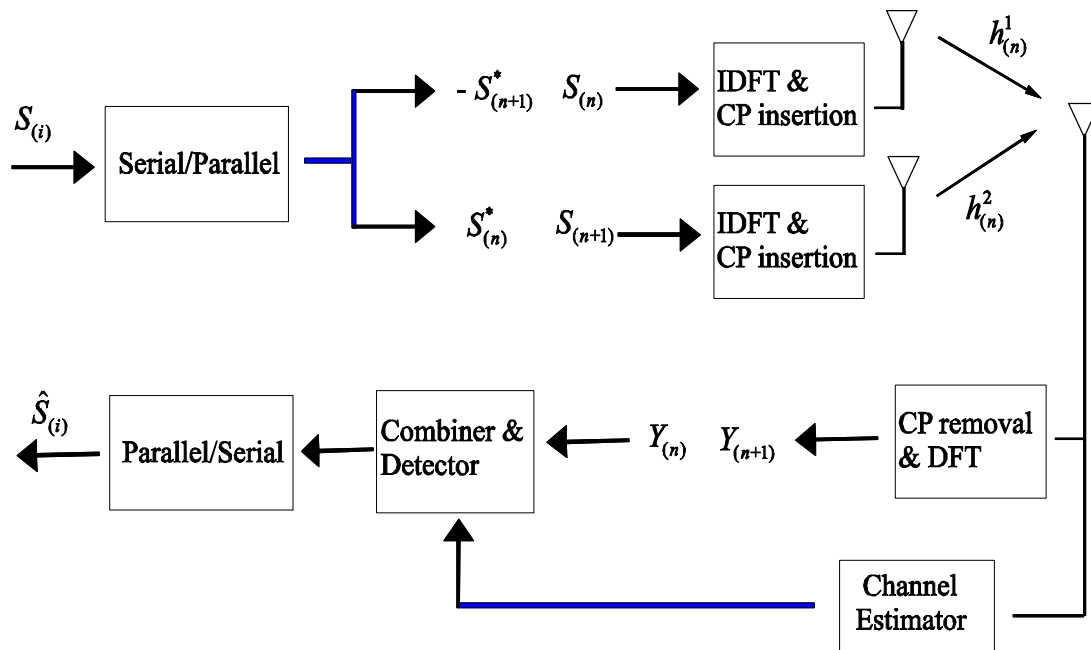 S(i)
Serial/Parallel
- S*(n+1) S(n)
IDFT &
CP insertion
h¹(n)
S*(n) S(n+1)
IDFT &
CP insertion
h²(n)
Ŝ(i)
Parallel/Serial
Combiner &
Detector
Y(n) Y(n+1)
CP removal
& DFT
Channel
Estimator